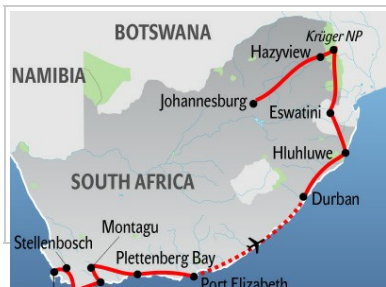 BOTSWANA
Krüger NP
Hazyview
NAMIBIA
Johannesburg
Eswatini
Hluhluwe
SOUTH AFRICA
Durban
Montagu
Stellenbosch
Plettenberg Bay
Port Elizabeth